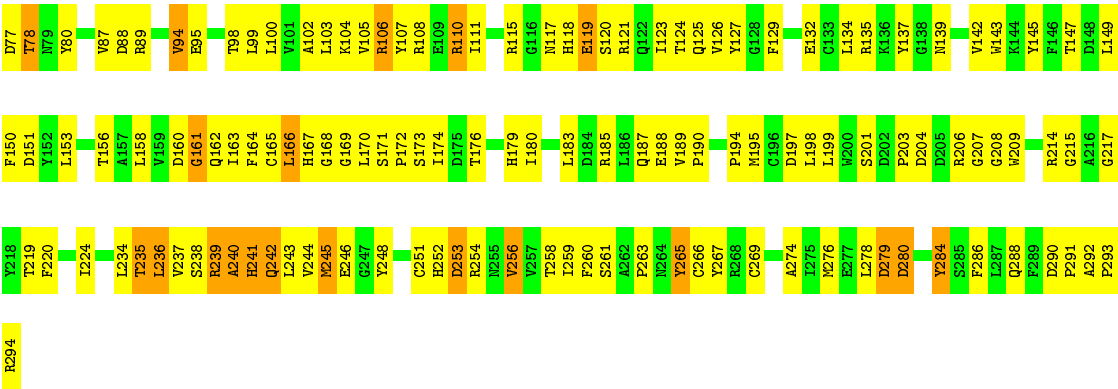 D77 T78 N79 Y80 V87 D88 R89 V94 E95 T98 L99 L100 V101 A102 L103 K104 V105 R106 Y107 R108 E109 R110 I111 R115 G116 N117 H118 E119 S120 R121 Q122 I123 T124 Q125 V126 Y127 G128 F129 E132 C133 L134 R135 K136 Y137 G138 N139 V142 W143 K144 Y145 F146 T147 D148 L149
F150 D151 Y152 L153 T156 A157 L158 V159 D160 G161 Q162 I163 F164 C165 L166 H167 G168 G169 L170 S171 P172 S173 I174 D175 T176 H179 I180 L183 D184 R185 L186 Q187 E188 V189 P190 P194 M195 C196 D197 L198 L199 W200 S201 D202 P203 D204 D205 R206 G207 G208 W209 R214 G215 A216 G217
Y218 T219 F220 I224 L234 T235 L236 V237 S238 R239 A240 H241 Q242 L243 V244 M245 E246 G247 Y248 C251 H252 D253 R254 N255 V256 V257 T258 I259 F260 S261 A262 P263 N264 Y265 C266 Y267 R268 C269 A274 I275 M276 E277 L278 D279 D280 Y284 S285 F286 L287 Q288 F289 D290 P291 A292 P293
R294